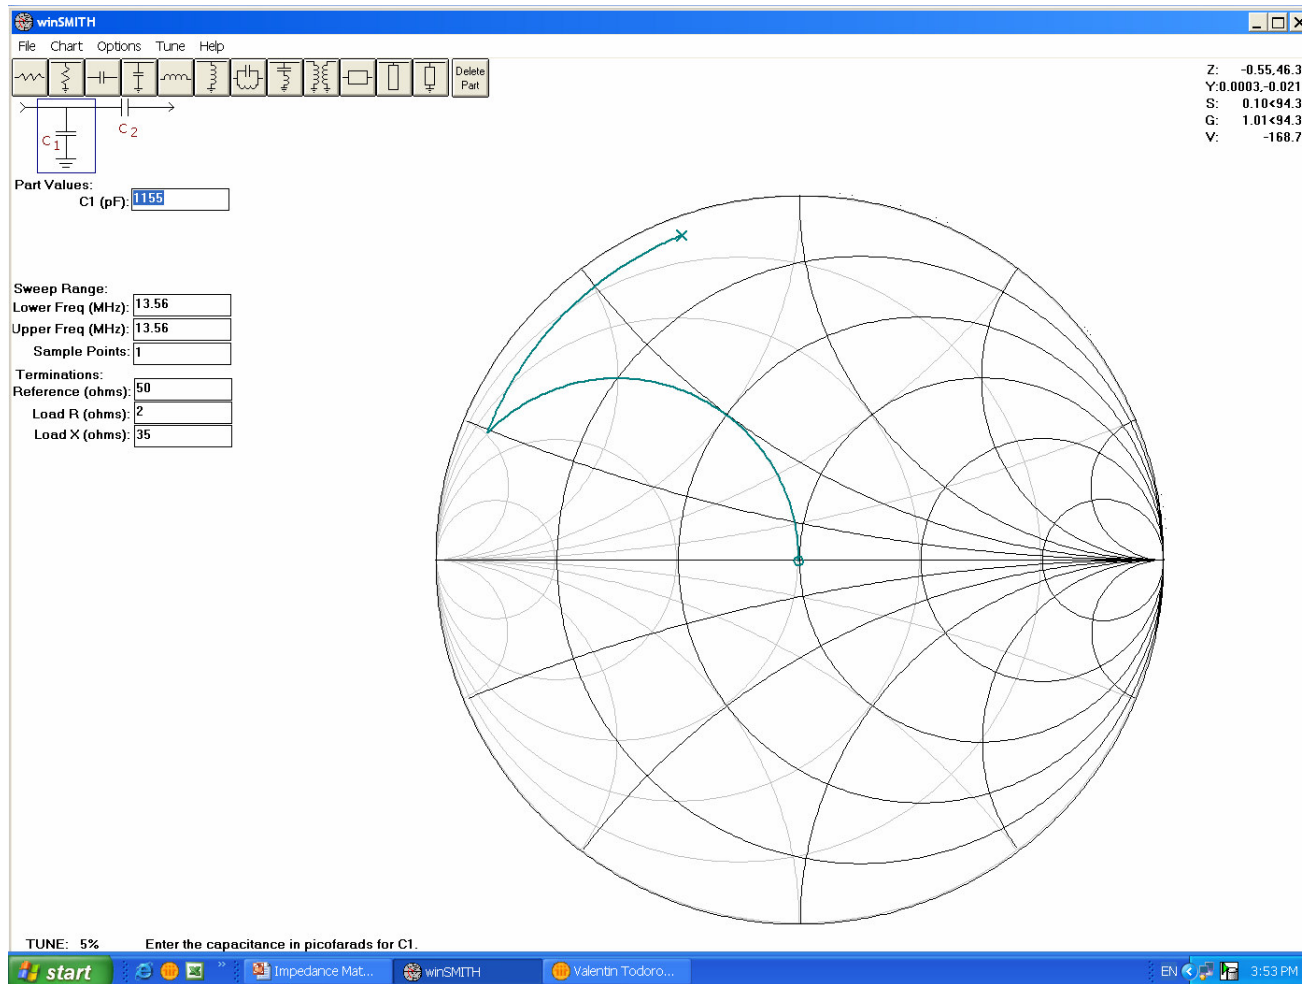 winSMITH
File Chart Options Tune Help
Delete Part
Z: -0.55,46.3
Y:0.0003,-0.021
S: 0.10<94.3
G: 1.01<94.3
V: -168.7
C1
C2
Part Values:
C1 (pF): 1155
Sweep Range:
Lower Freq (MHz): 13.56
Upper Freq (MHz): 13.56
Sample Points: 1
Terminations:
Reference (ohms): 50
Load R (ohms): 2
Load X (ohms): 35
TUNE: 5% Enter the capacitance in picofarads for C1.
start » Impedance Mat... winSMITH Valentin Todoro... EN 3:53 PM